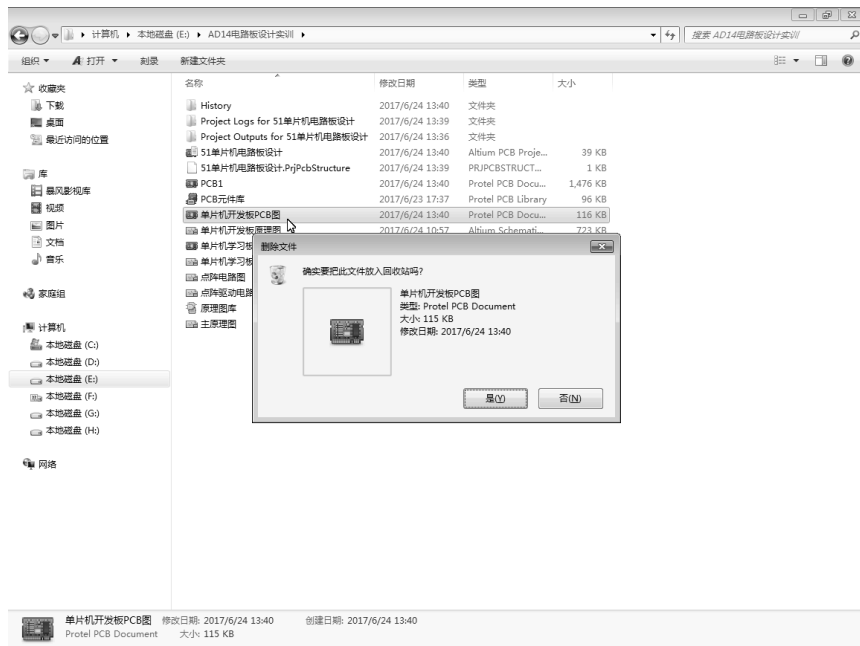 计算机 ▸ 本地磁盘 (E:) ▸ AD14电路板设计实训 ▸
搜索 AD14电路板设计实训
组织 打开 刻录 新建文件夹
收藏夹
下载
桌面
最近访问的位置
库
暴风影视库
视频
图片
文档
音乐
家庭组
计算机
本地磁盘 (C:)
本地磁盘 (D:)
本地磁盘 (E:)
本地磁盘 (F:)
本地磁盘 (G:)
本地磁盘 (H:)
网络
名称 修改日期 类型 大小
History 2017/6/24 13:40 文件夹
Project Logs for 51单片机电路板设计 2017/6/24 13:39 文件夹
Project Outputs for 51单片机电路板设计 2017/6/24 13:36 文件夹
51单片机电路板设计 2017/6/24 13:40 Altium PCB Proje... 39 KB
51单片机电路板设计.PrjPcbStructure 2017/6/24 13:39 PRJPCBSTRUCT... 1 KB
PCB1 2017/6/24 13:40 Protel PCB Docu... 1,476 KB
PCB元件库 2017/6/23 17:37 Protel PCB Library 96 KB
单片机开发板PCB图 2017/6/24 13:40 Protel PCB Docu... 116 KB
单片机开发板原理图 2017/6/24 10:57 Altium Schemati... 723 KB
单片机学习板
单片机学习板
点阵电路图
点阵驱动电路
原理图库
主原理图
删除文件
确实要把此文件放入回收站吗?
单片机开发板PCB图
类型: Protel PCB Document
大小: 115 KB
修改日期: 2017/6/24 13:40
是(Y) 否(N)
单片机开发板PCB图 修改日期: 2017/6/24 13:40 创建日期: 2017/6/24 13:40
Protel PCB Document 大小: 115 KB